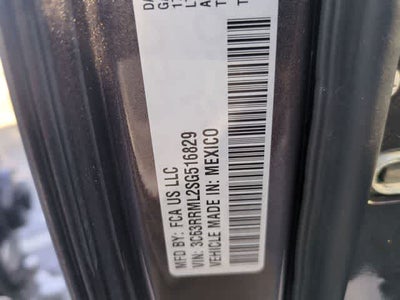 MFD BY: FCA US LLC
VIN: 3C63RRML2SG516829
VEHICLE MADE IN: MEXICO